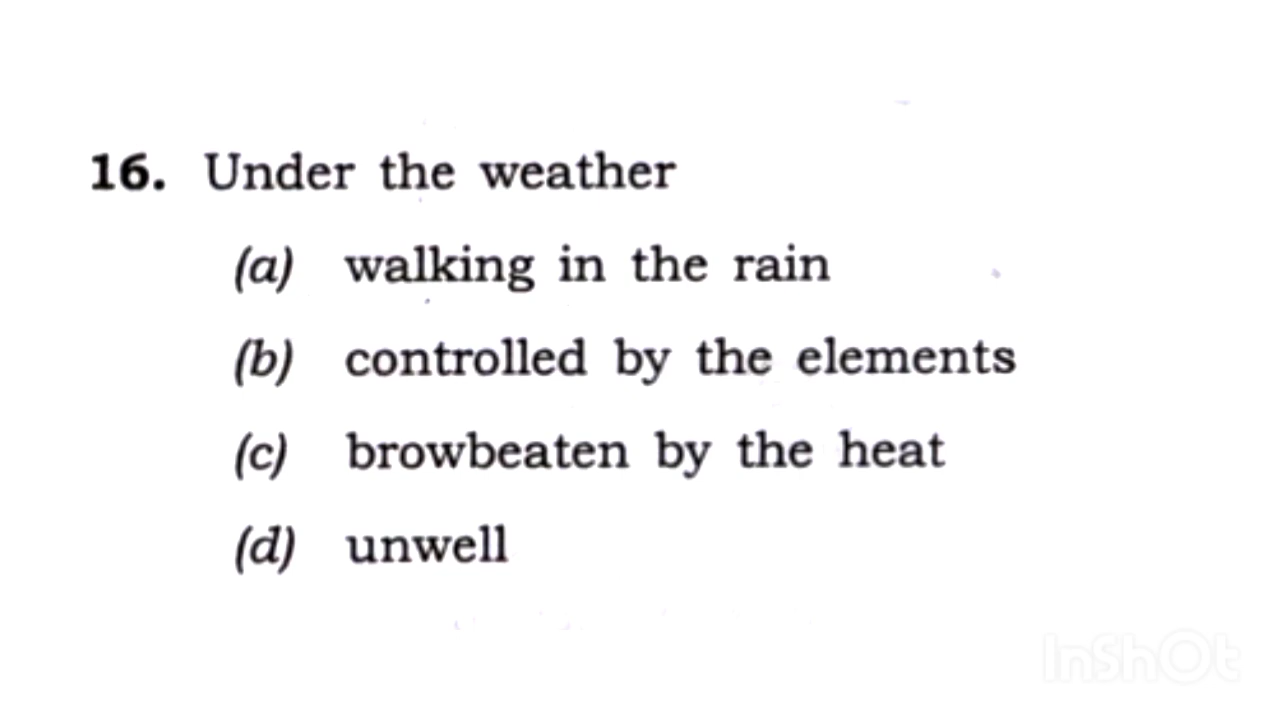 16. Under the weather
(a) walking in the rain
(b) controlled by the elements
(c) browbeaten by the heat
(d) unwell
InShOt